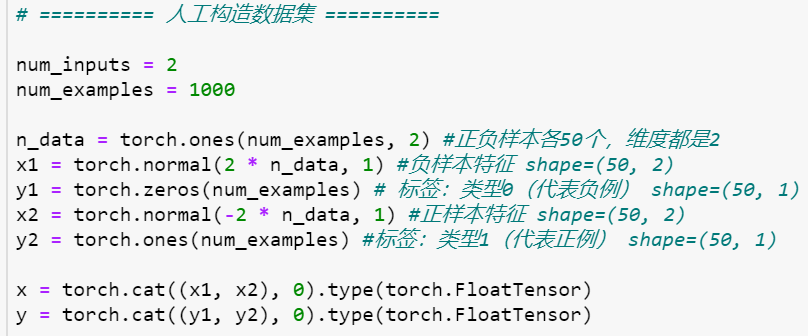 # ========== 人工构造数据集 ==========
num_inputs = 2
num_examples = 1000
n_data = torch.ones(num_examples, 2) #正负样本各50个，维度都是2
x1 = torch.normal(2 * n_data, 1) #负样本特征 shape=(50, 2)
y1 = torch.zeros(num_examples) # 标签：类型0（代表负例） shape=(50, 1)
x2 = torch.normal(-2 * n_data, 1) #正样本特征 shape=(50, 2)
y2 = torch.ones(num_examples) #标签：类型1（代表正例） shape=(50, 1)
x = torch.cat((x1, x2), 0).type(torch.FloatTensor)
y = torch.cat((y1, y2), 0).type(torch.FloatTensor)